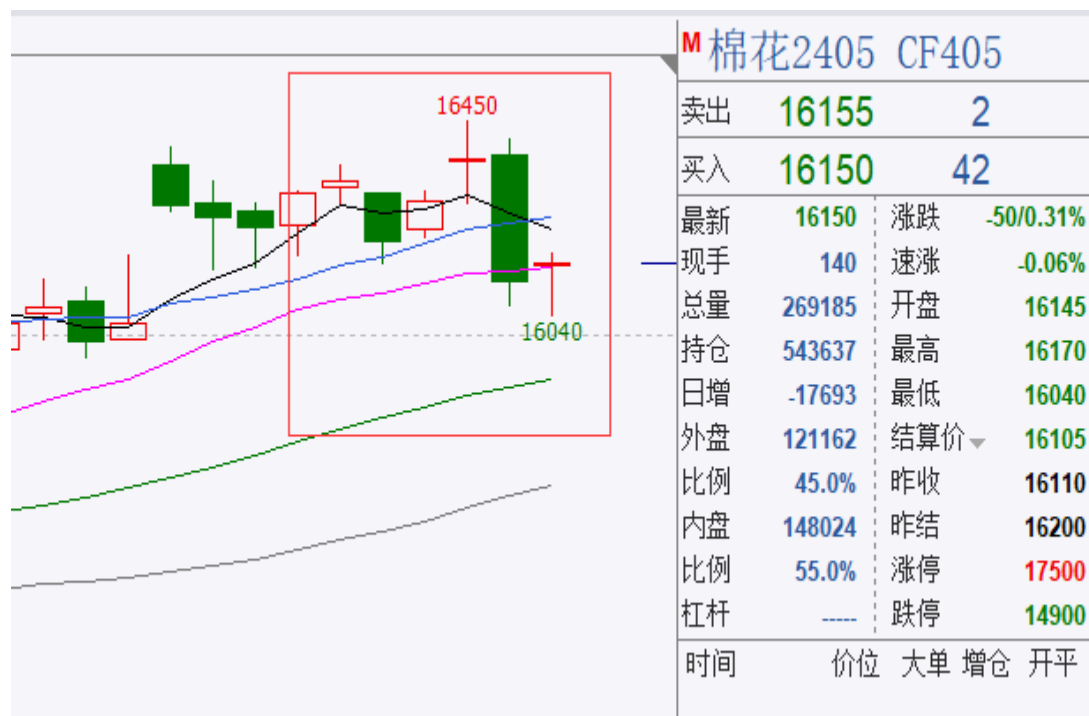 16450
16040
M 棉花2405 CF405
卖出 16155 2
买入 16150 42
最新 16150 涨跌 -50/0.31%
现手 140 速涨 -0.06%
总量 269185 开盘 16145
持仓 543637 最高 16170
日增 -17693 最低 16040
外盘 121162 结算价 16105
比例 45.0% 昨收 16110
内盘 148024 昨结 16200
比例 55.0% 涨停 17500
杠杆 ----- 跌停 14900
时间 价位 大单 增仓 开平